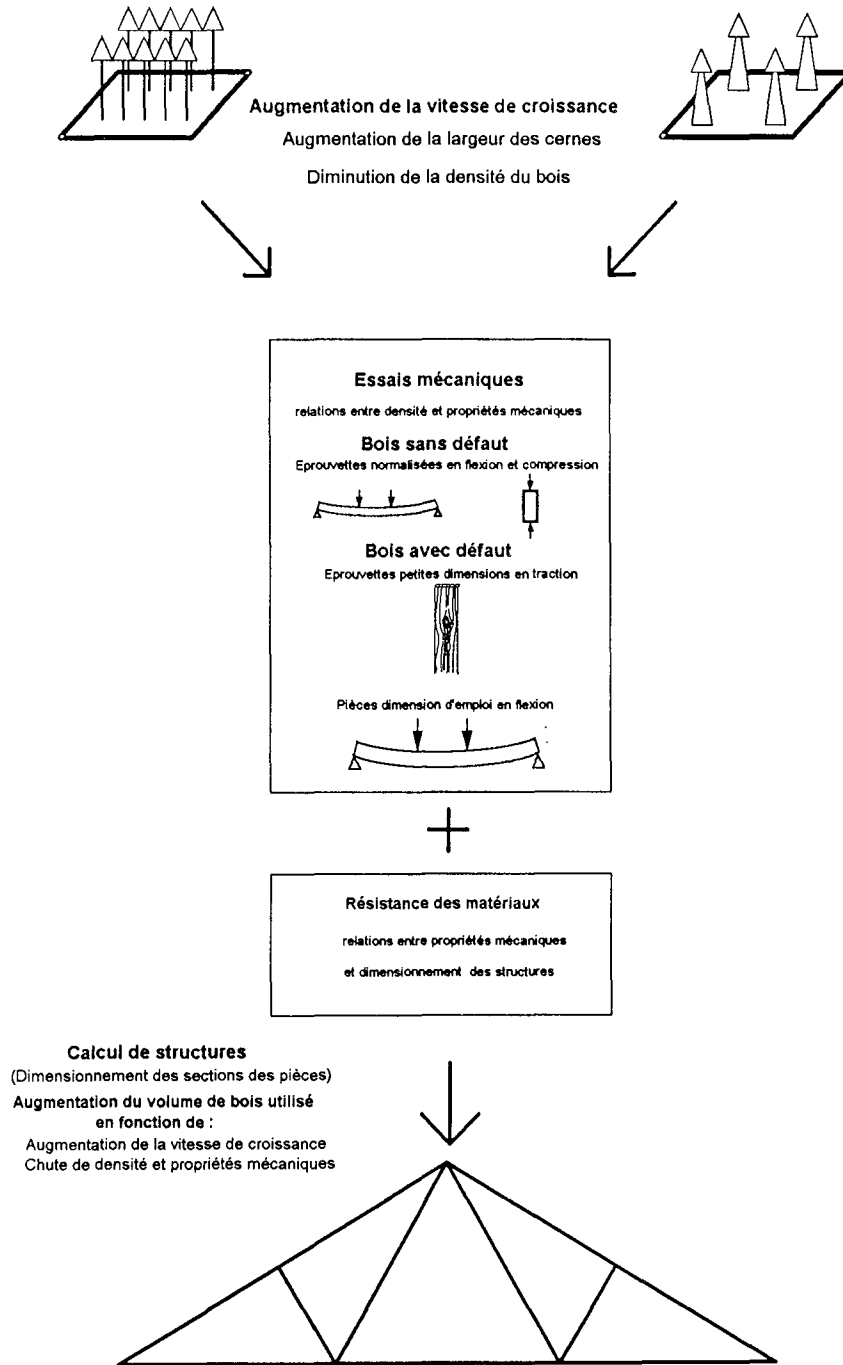 Augmentation de la vitesse de croissance
Augmentation de la largeur des cernes
Diminution de la densité du bois
Essais mécaniques
relations entre densité et propriétés mécaniques
Bois sans défaut
Eprouvettes normalisées en flexion et compression
Bois avec défaut
Eprouvettes petites dimensions en traction
Pièces dimension d'emploi en flexion
Résistance des matériaux
relations entre propriétés mécaniques
et dimensionnement des structures
Calcul de structures
(Dimensionnement des sections des pièces)
Augmentation du volume de bois utilisé
en fonction de :
Augmentation de la vitesse de croissance
Chute de densité et propriétés mécaniques